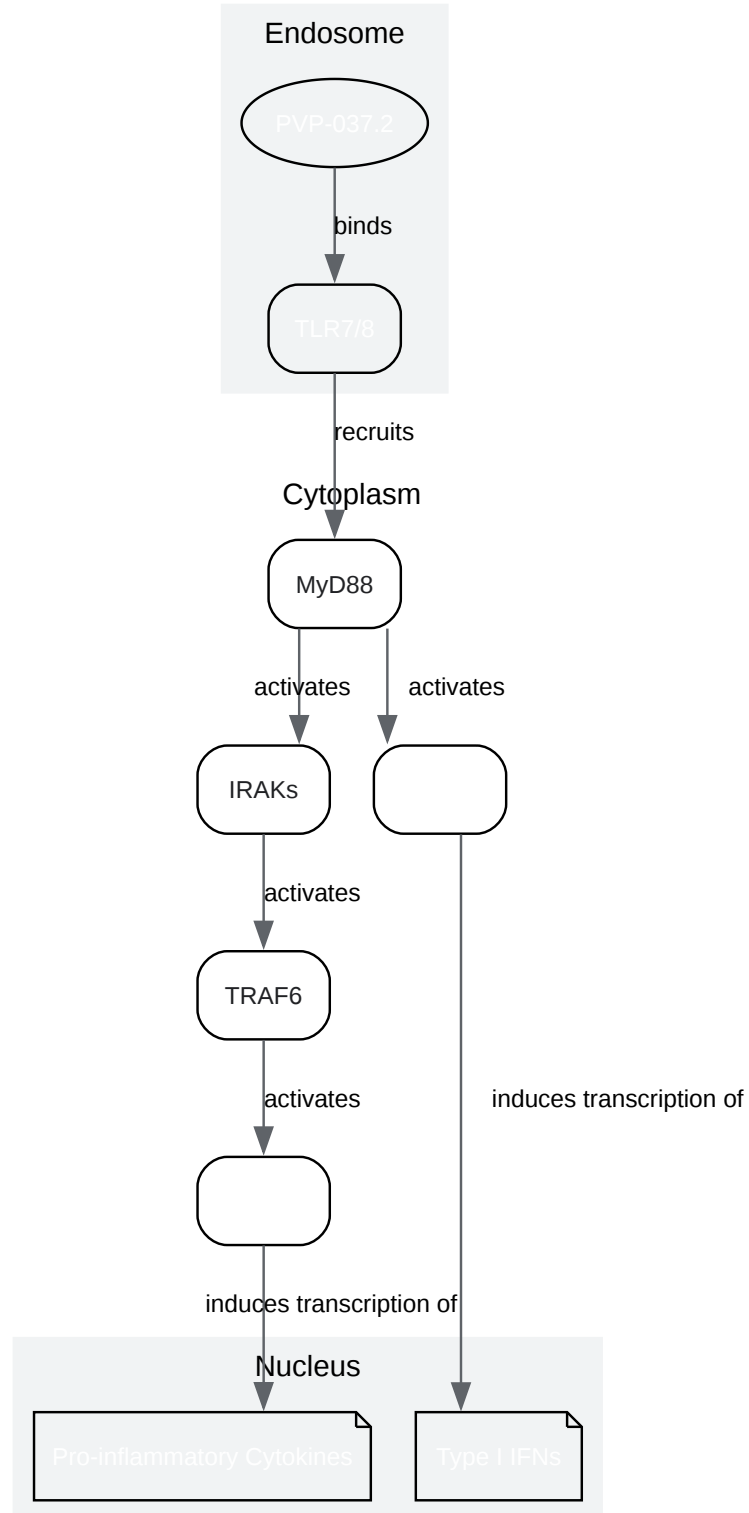 Endosome
PVP-037.2
binds
TLR7/8
recruits
Cytoplasm
MyD88
activates
activates
IRAKs
activates
TRAF6
activates
induces transcription of
induces transcription of
Nucleus
Pro-inflammatory Cytokines
Type I IFNs